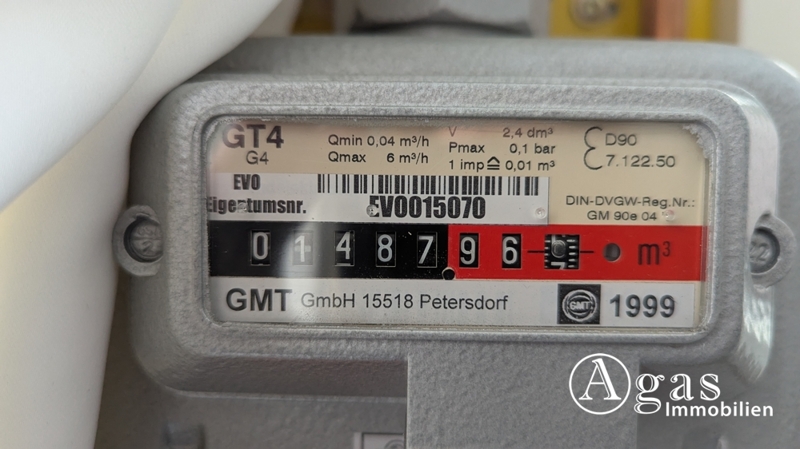 GT4
G4
Qmin 0,04 m³/h
Qmax 6 m³/h
V 2,4 dm³
Pmax 0,1 bar
1 imp ≙ 0,01 m³
D90
7.122.50
EVO
Eigentumsnr. EV0015070
DIN-DVGW-Reg.Nr.:
GM 90e 04
0 1 4 8 7 9 6 m³
GMT GmbH 15518 Petersdorf GMT 1999
Agas
Immobilien